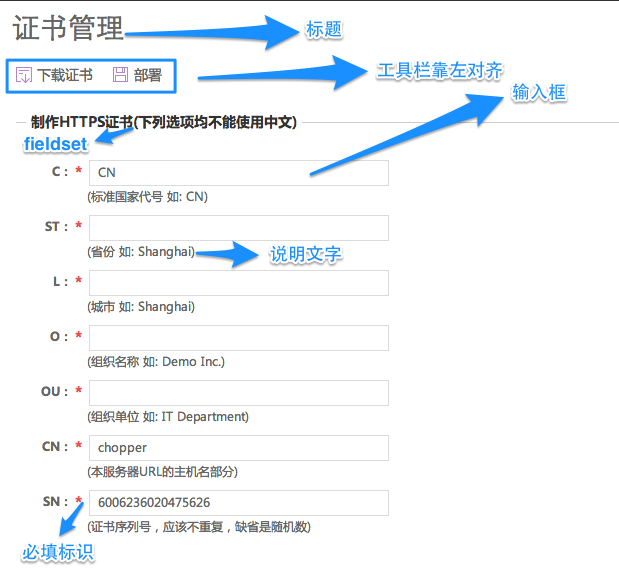 证书管理
标题
下载证书 部署
工具栏靠左对齐
输入框
制作HTTPS证书(下列选项均不能使用中文)
fieldset
C： * CN
(标准国家代号 如: CN)
ST： *
(省份 如: Shanghai)
说明文字
L： *
(城市 如: Shanghai)
O： *
(组织名称 如: Demo Inc.)
OU： *
(组织单位 如: IT Department)
CN： * chopper
(本服务器URL的主机名部分)
SN： * 6006236020475626
(证书序列号，应该不重复，缺省是随机数)
必填标识